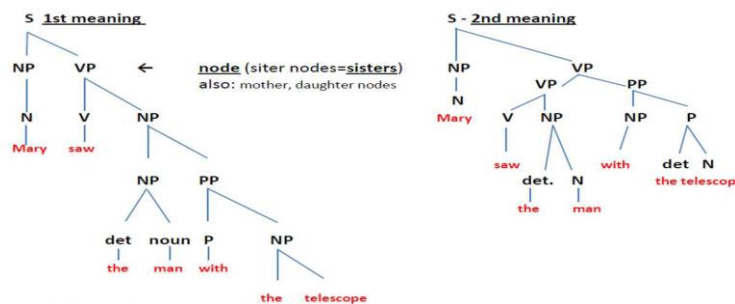 S 1st meaning
S - 2nd meaning
NP VP ← node (siter nodes=sisters)
also: mother, daughter nodes
NP VP
VP PP
N V NP
N
Mary
V NP NP P
Mary saw
saw with det N
the telescop
NP PP
det. N
the man
det noun P NP
the man with
the telescope